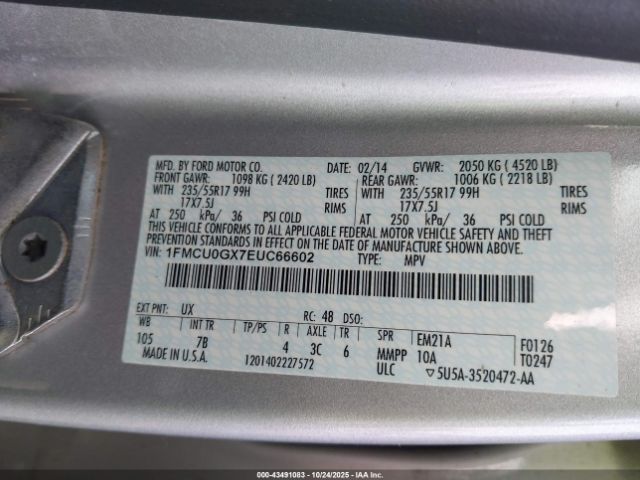 MFD. BY FORD MOTOR CO. DATE: 02/14 GVWR: 2050 KG ( 4520 LB)
FRONT GAWR: 1098 KG ( 2420 LB) REAR GAWR: 1006 KG ( 2218 LB)
WITH 235/55R17 99H TIRES WITH 235/55R17 99H TIRES
17X7.5J RIMS 17X7.5J RIMS
AT 250 kPa/ 36 PSI COLD AT 250 kPa/ 36 PSI COLD
THIS VEHICLE CONFORMS TO ALL APPLICABLE FEDERAL MOTOR VEHICLE SAFETY AND THEFT
PREVENTION STANDARDS IN EFFECT ON THE DATE OF MANUFACTURE SHOWN ABOVE.
VIN: 1FMCU0GX7EUC66602 TYPE: MPV
EXT PNT: UX RC: 48 DSO:
WB INT TR TP/PS R AXLE TR SPR EM21A F0126
105 7B 4 3C 6 MMPP 10A T0247
MADE IN U.S.A. 1201402227572 ULC ▽5U5A-3520472-AA
000-43491083 | 10/24/2025 | IAAI.COM